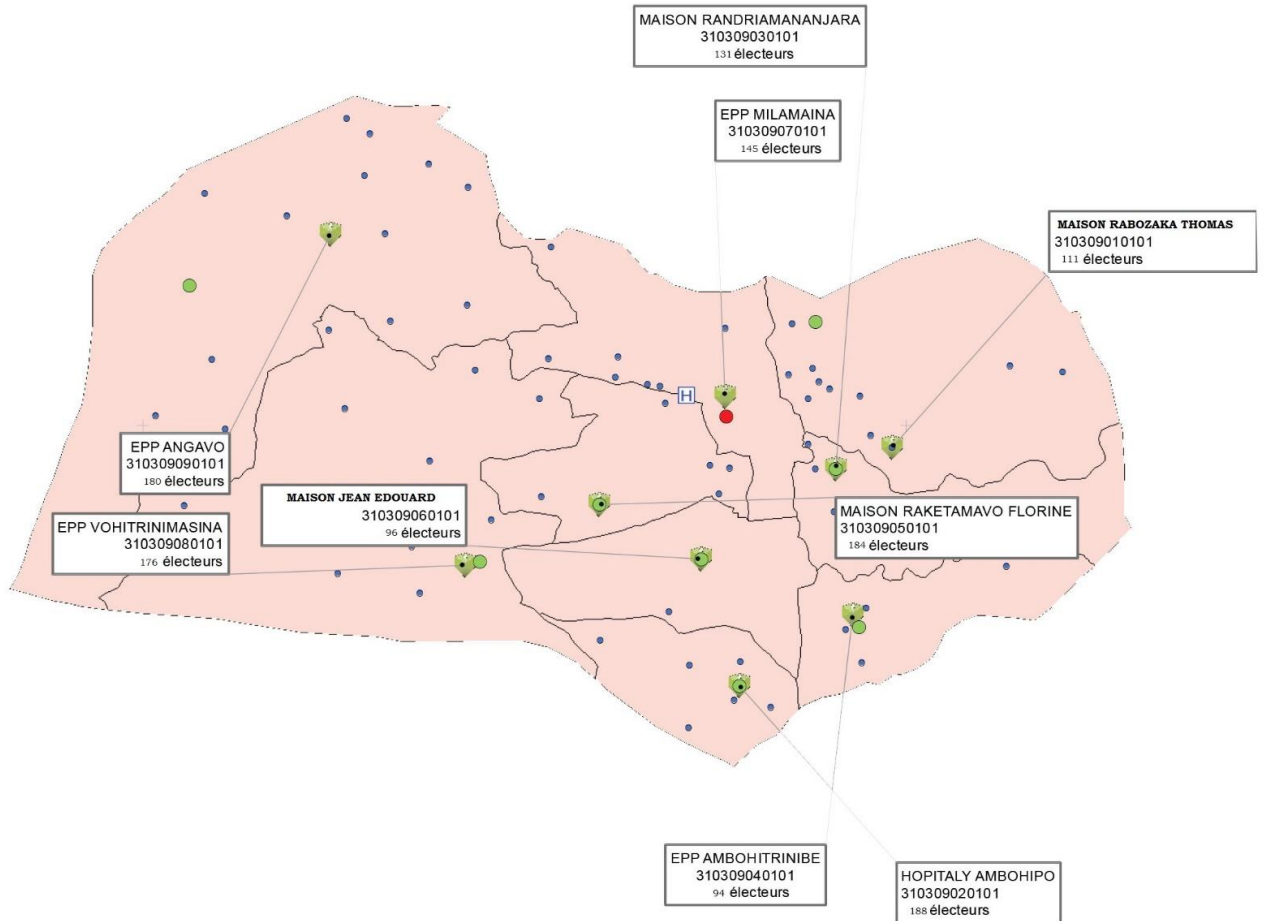 MAISON RANDRIAMANANJARA
310309030101
131 électeurs
EPP MILAMAINA
310309070101
145 électeurs
MAISON RABOZAKA THOMAS
310309010101
111 électeurs
H
EPP ANGAVO
310309090101
180 électeurs
MAISON JEAN EDOUARD
310309060101
96 électeurs
MAISON RAKETAMAVO FLORINE
310309050101
184 électeurs
EPP VOHITRINIMASINA
310309080101
176 électeurs
EPP AMBOHITRINIBE
310309040101
94 électeurs
HOPITALY AMBOHIPO
310309020101
188 électeurs